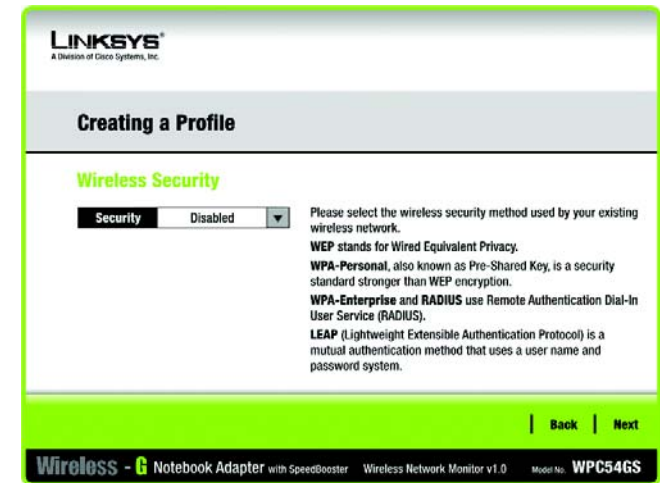 LINKSYS®
A Division of Cisco Systems, Inc.
Creating a Profile
Wireless Security
Security Disabled
Please select the wireless security method used by your existing
wireless network.
WEP stands for Wired Equivalent Privacy.
WPA-Personal, also known as Pre-Shared Key, is a security
standard stronger than WEP encryption.
WPA-Enterprise and RADIUS use Remote Authentication Dial-In
User Service (RADIUS).
LEAP (Lightweight Extensible Authentication Protocol) is a
mutual authentication method that uses a user name and
password system.
Back Next
Wireless - G Notebook Adapter with SpeedBooster Wireless Network Monitor v1.0 Model No. WPC54GS